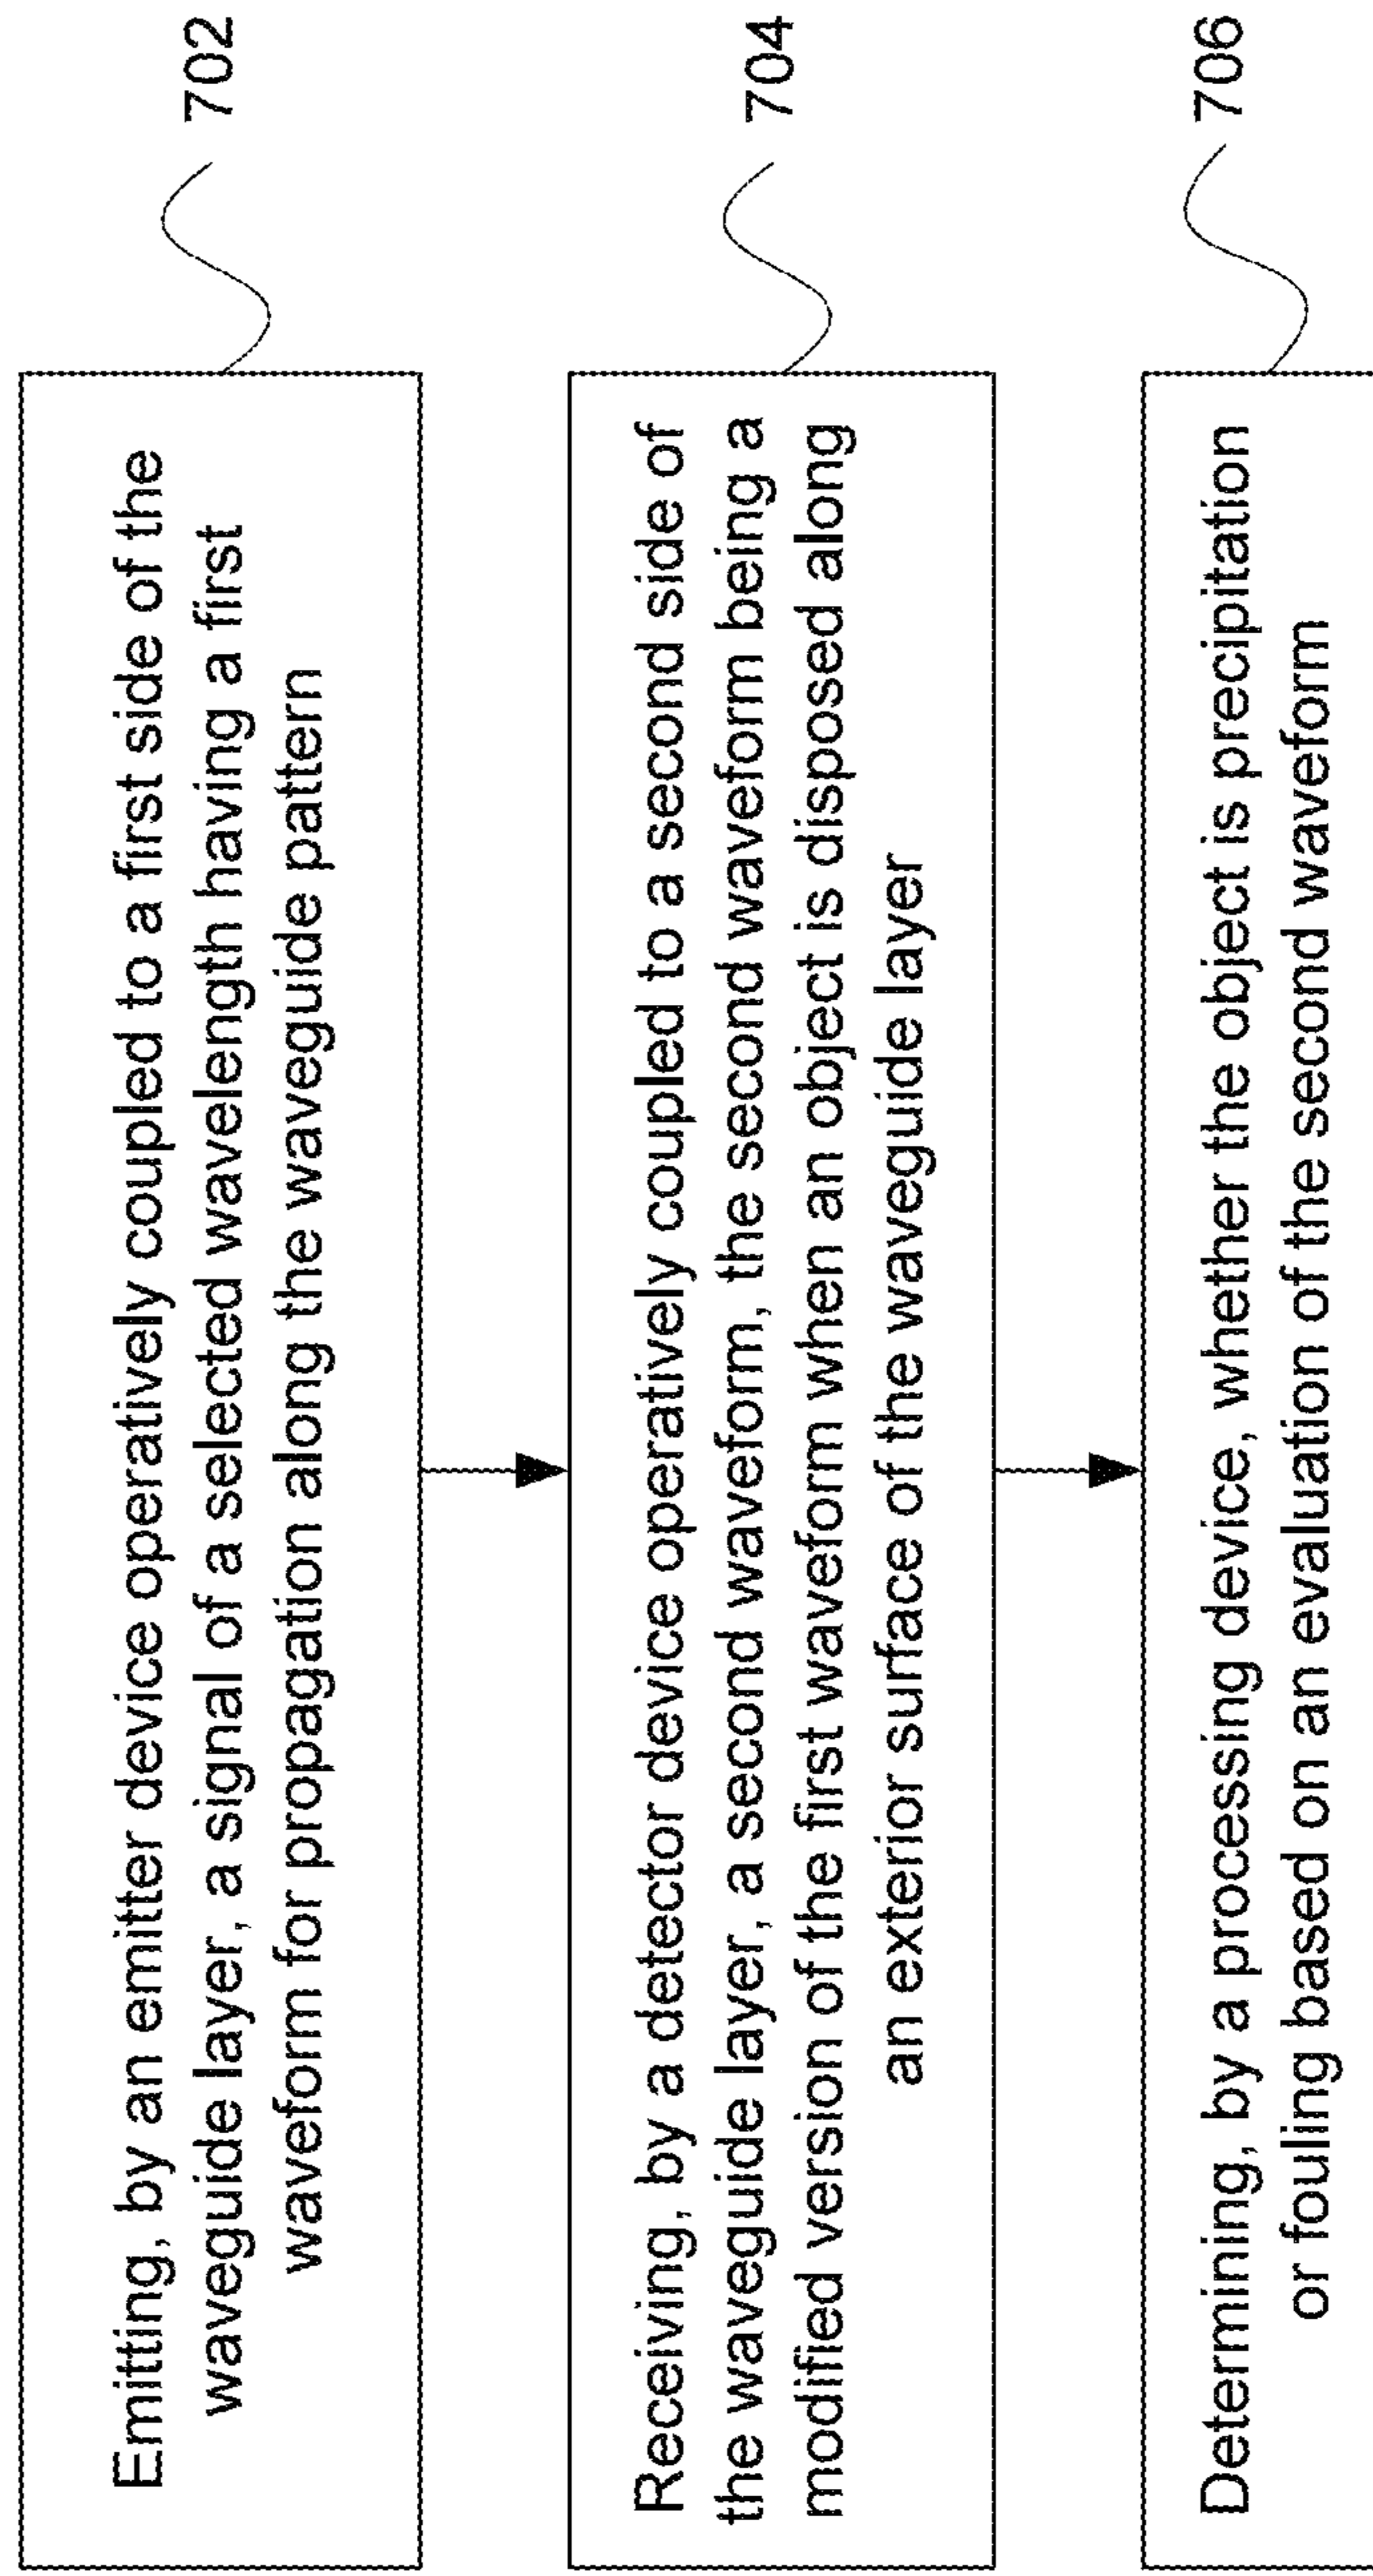 Emitting, by an emitter device operatively coupled to a first side of the
waveguide layer, a signal of a selected wavelength having a first
waveform for propagation along the waveguide pattern
702
Receiving, by a detector device operatively coupled to a second side of
the waveguide layer, a second waveform, the second waveform being a
modified version of the first waveform when an object is disposed along
an exterior surface of the waveguide layer
704
Determining, by a processing device, whether the object is precipitation
or fouling based on an evaluation of the second waveform
706